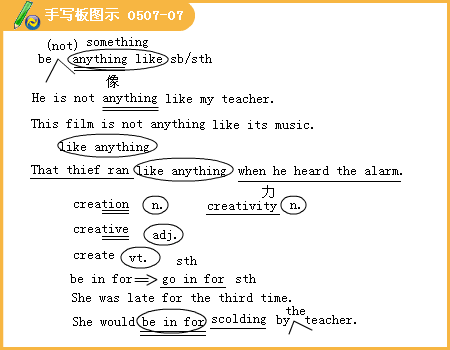 手写板图示 0507-07
(not) something
be anything like sb/sth
像
He is not anything like my teacher.
This film is not anything like its music.
like anything
That thief ran like anything when he heard the alarm.
力
creation n. creativity n.
creative adj.
create vt.
sth
be in for => go in for sth
She was late for the third time.
the
She would be in for scolding by teacher.